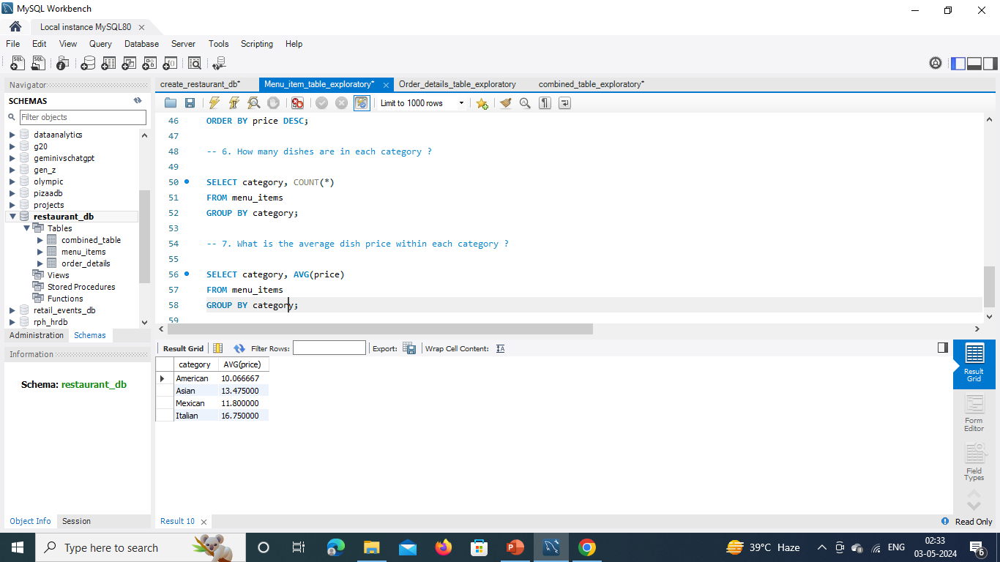 MySQL Workbench
Local instance MySQL80
File Edit View Query Database Server Tools Scripting Help
Navigator
SCHEMAS
Filter objects
dataanalytics
g20
geminivschatgpt
gen_z
olympic
pizaadb
projects
restaurant_db
Tables
combined_table
menu_items
order_details
Views
Stored Procedures
Functions
retail_events_db
rph_hrdb
Administration Schemas
Information
Schema: restaurant_db
Object Info Session
create_restaurant_db* Menu_item_table_exploratory* Order_details_table_exploratory combined_table_exploratory*
Limit to 1000 rows
46 ORDER BY price DESC;
47
48 -- 6. How many dishes are in each category ?
49
50 SELECT category, COUNT(*)
51 FROM menu_items
52 GROUP BY category;
53
54 -- 7. What is the average dish price within each category ?
55
56 SELECT category, AVG(price)
57 FROM menu_items
58 GROUP BY category;
59
Result Grid Filter Rows: Export: Wrap Cell Content:
category AVG(price)
American 10.066667
Asian 13.475000
Mexican 11.800000
Italian 16.750000
Result Grid
Form Editor
Field Types
Result 10
Read Only
Type here to search
39°C Haze
ENG
02:33
03-05-2024
6